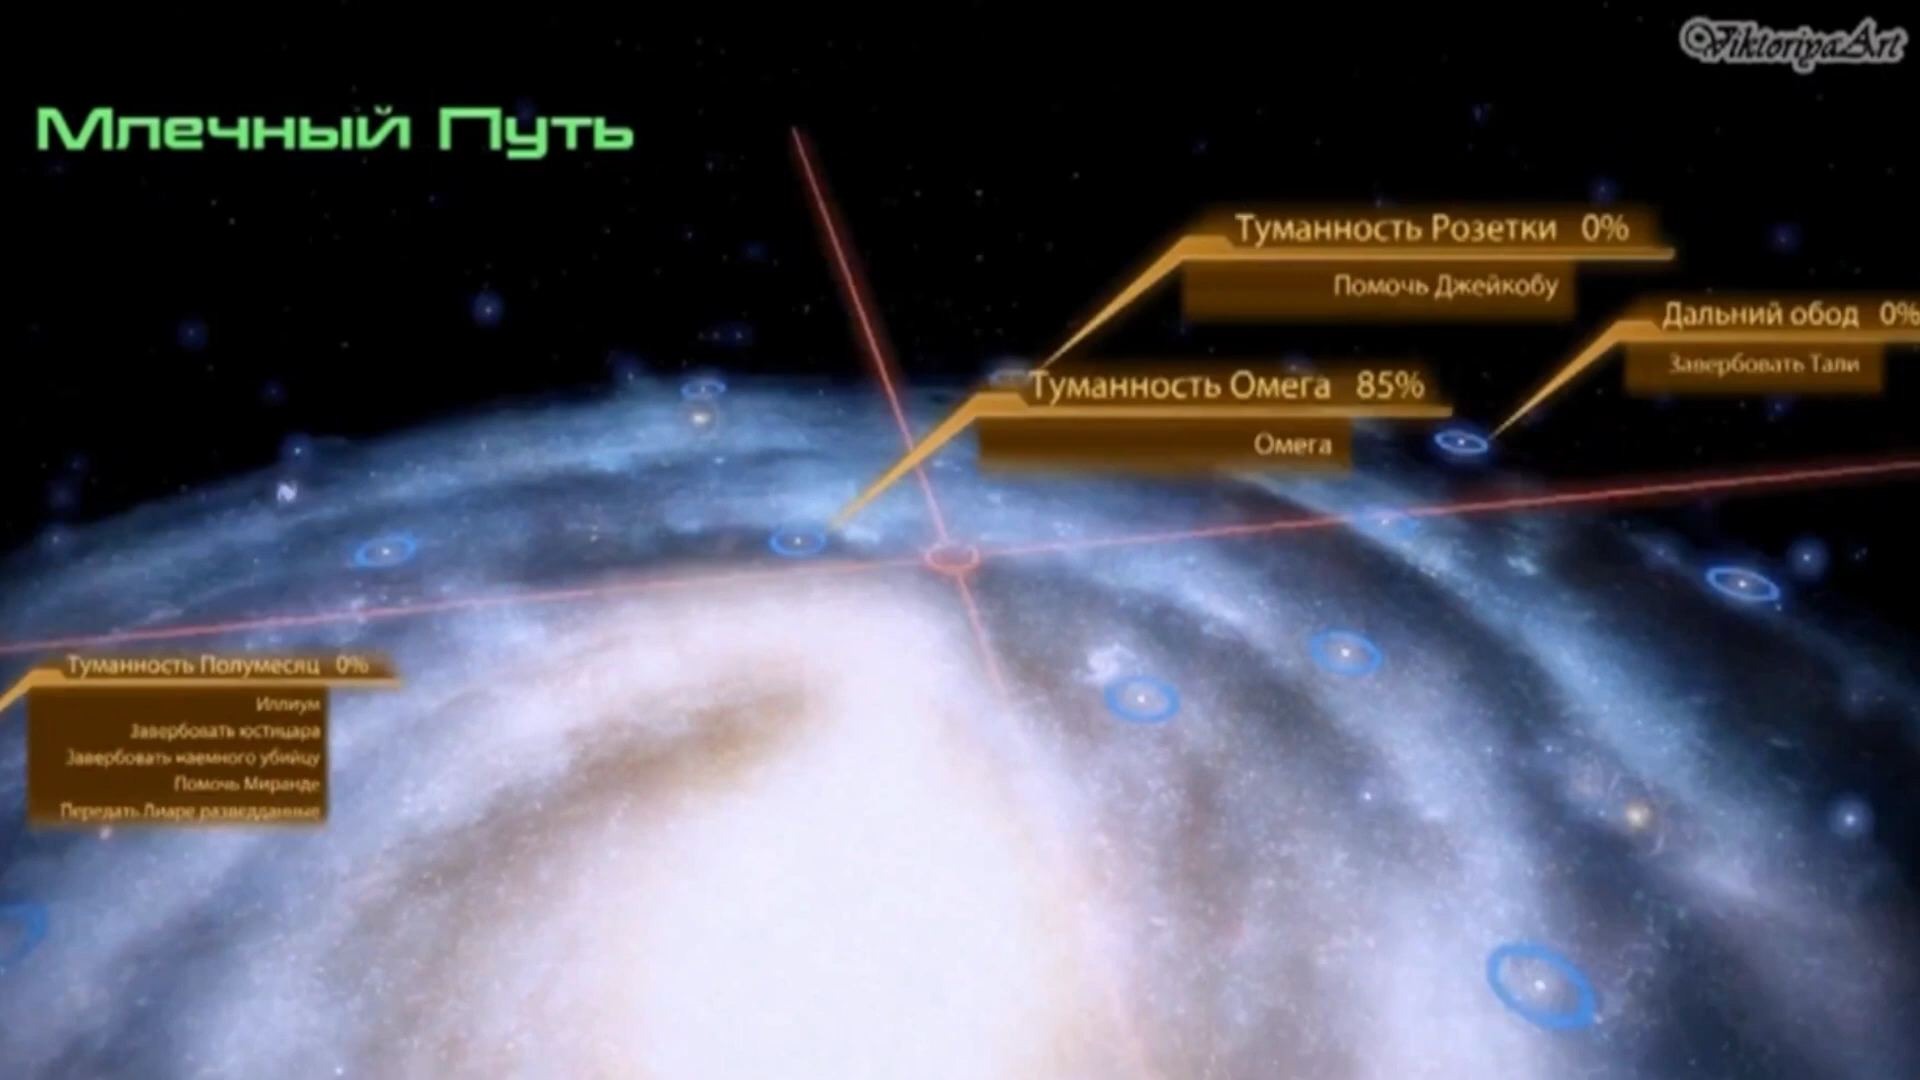 ©ViktoriyaArt
Млечный Путь
Туманность Розетки 0%
Помочь Джейкобу
Дальний обод 0%
Завербовать Тали
Туманность Омега 85%
Омега
Туманность Полумесяц 0%
Иллиум
Завербовать юстицара
Завербовать наемного убийцу
Помочь Миранде
Передать Лиаре разведданные